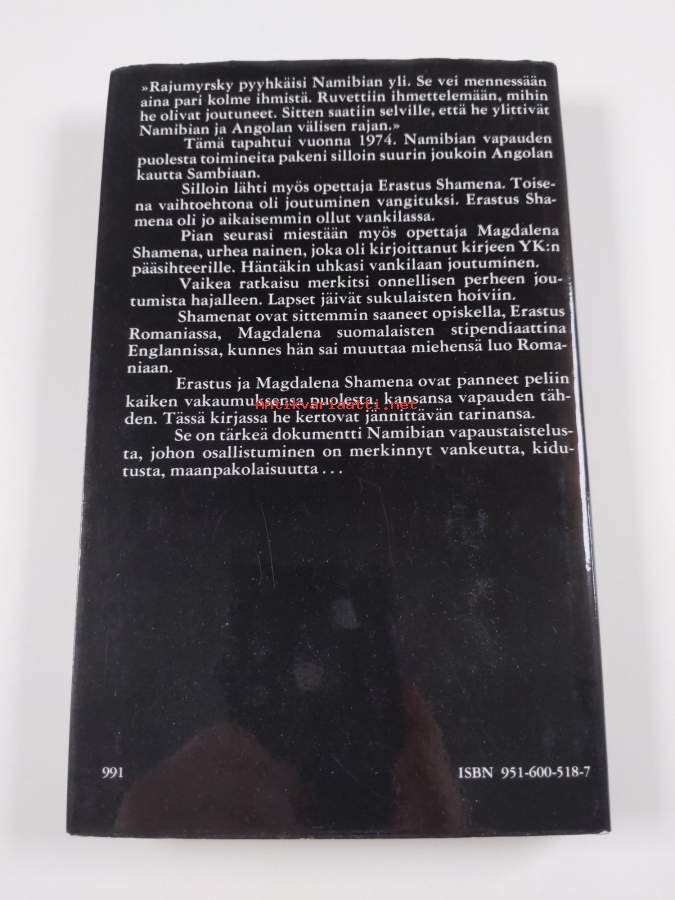 »Rajumyrsky pyyhkäisi Namibian yli. Se vei mennessään
aina pari kolme ihmistä. Ruvettiin ihmettelemään, mihin
he olivat joutuneet. Sitten saatiin selville, että he ylittivät
Namibian ja Angolan välisen rajan.»
Tämä tapahtui vuonna 1974. Namibian vapauden
puolesta toimineita pakeni silloin suurin joukoin Angolan
kautta Sambiaan.
Silloin lähti myös opettaja Erastus Shamena. Toise-
na vaihtoehtona oli joutuminen vangituksi. Erastus Sha-
mena oli jo aikaisemmin ollut vankilassa.
Pian seurasi miestään myös opettaja Magdalena
Shamena, urhea nainen, joka oli kirjoittanut kirjeen YK:n
pääsihteerille. Häntäkin uhkasi vankilaan joutuminen.
Vaikea ratkaisu merkitsi onnellisen perheen jou-
tumista hajalleen. Lapset jäivät sukulaisten hoiviin.
Shamenat ovat sittemmin saaneet opiskella, Erastus
Romaniassa, Magdalena suomalaisten stipendiaattina
Englannissa, kunnes hän sai muuttaa miehensä luo Roma-
niaan.
Erastus ja Magdalena Shamena ovat panneet peliin
kaiken vakaumuksensa puolesta, kansansa vapauden täh-
den. Tässä kirjassa he kertovat jännittävän tarinansa.
Se on tärkeä dokumentti Namibian vapaustaistelus-
ta, johon osallistuminen on merkinnyt vankeutta, kidu-
tusta, maanpakolaisuutta...
Antikvariaatti.net
991
ISBN 951-600-518-7